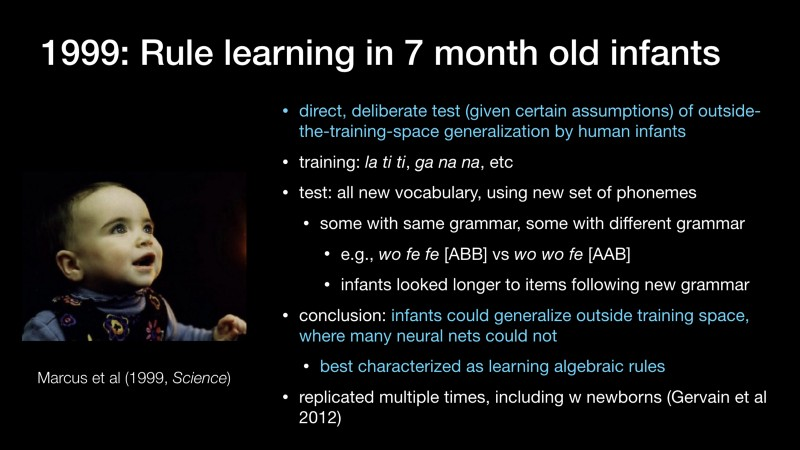 1999: Rule learning in 7 month old infants
• direct, deliberate test (given certain assumptions) of outside-
the-training-space generalization by human infants
• training: la ti ti, ga na na, etc
• test: all new vocabulary, using new set of phonemes
• some with same grammar, some with different grammar
• e.g., wo fe fe [ABB] vs wo wo fe [AAB]
• infants looked longer to items following new grammar
• conclusion: infants could generalize outside training space,
where many neural nets could not
• best characterized as learning algebraic rules
• replicated multiple times, including w newborns (Gervain et al
2012)
Marcus et al (1999, Science)